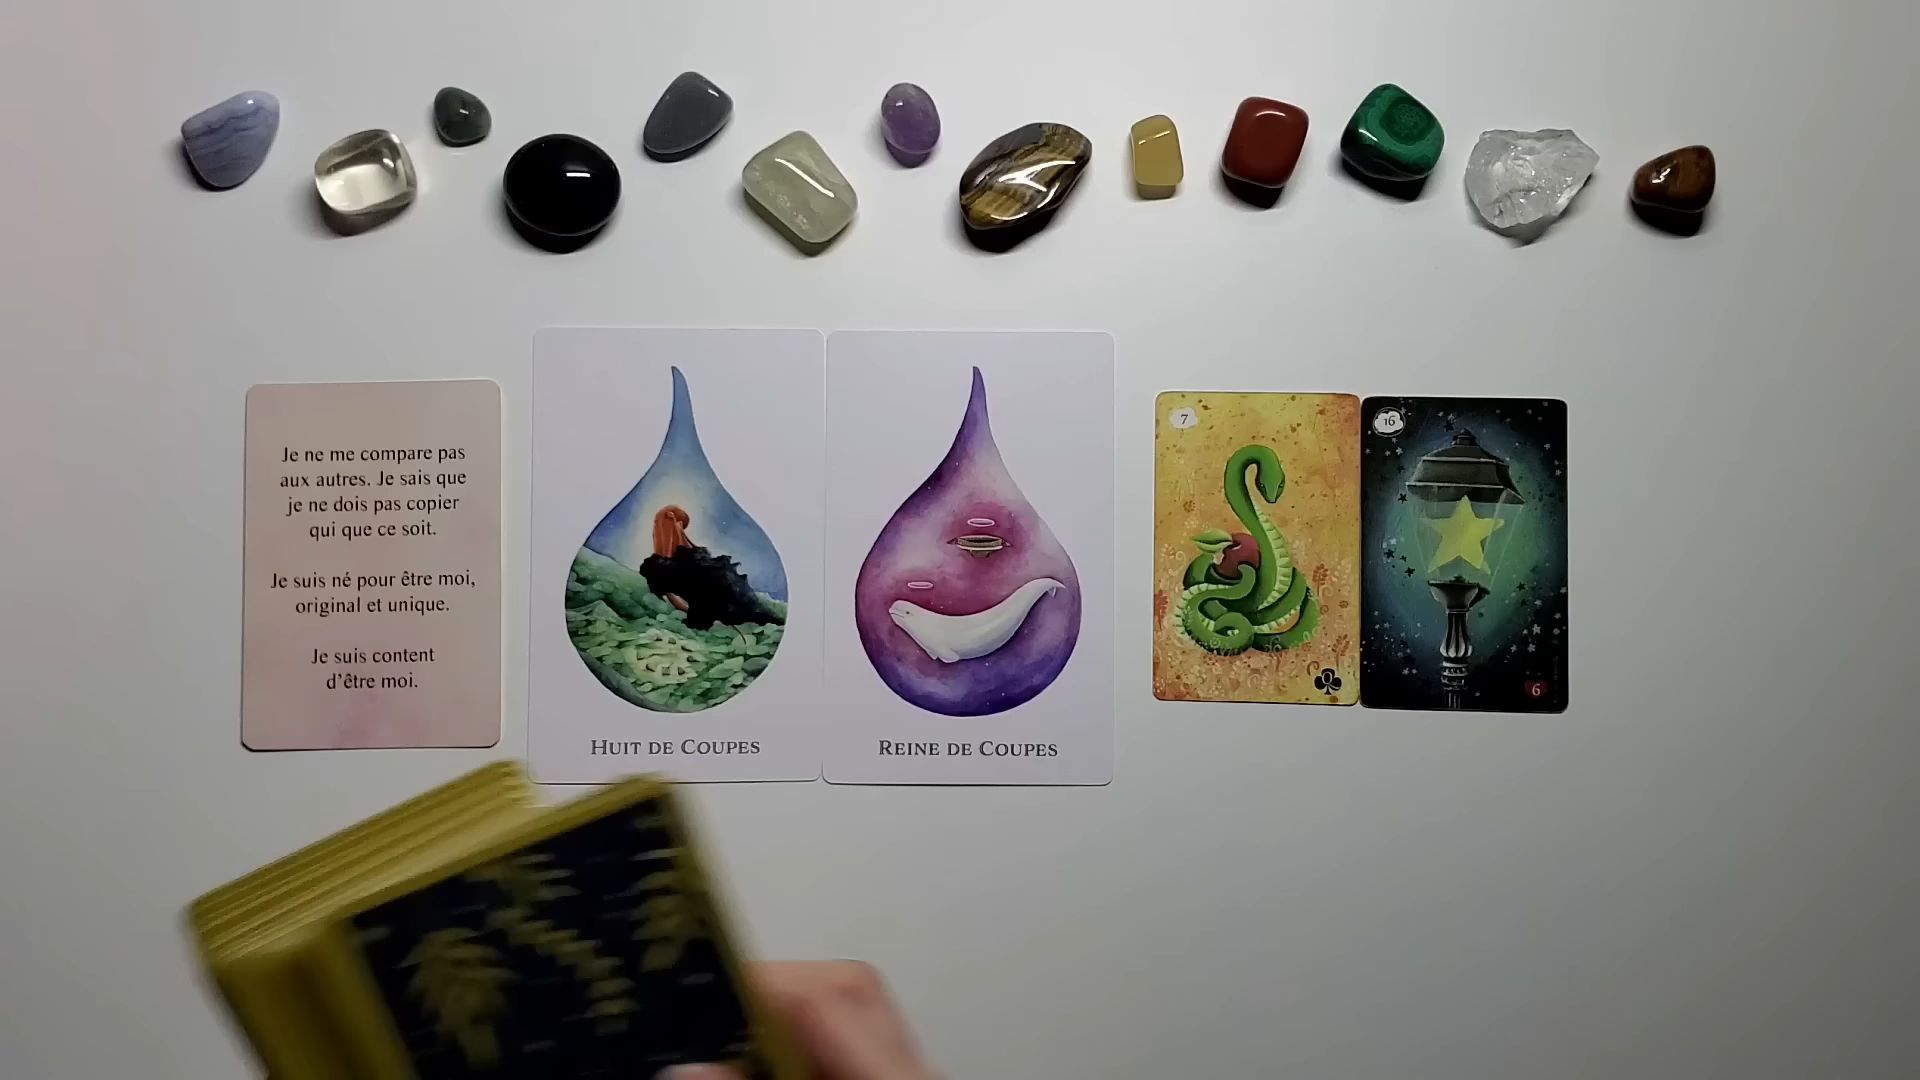 Je ne me compare pas
aux autres. Je sais que
je ne dois pas copier
qui que ce soit.
Je suis né pour être moi,
original et unique.
Je suis content
d'être moi.
HUIT DE COUPES
REINE DE COUPES
7
Q
16
6